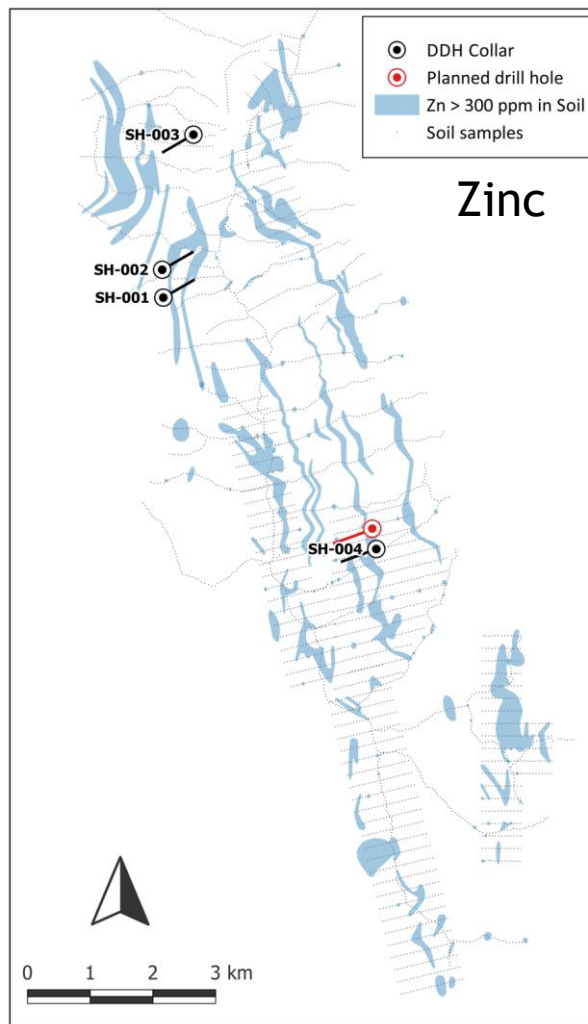 DDH Collar
Planned drill hole
Zn > 300 ppm in Soil
Soil samples
Zinc
SH-003
SH-002
SH-001
SH-004
0 1 2 3 km